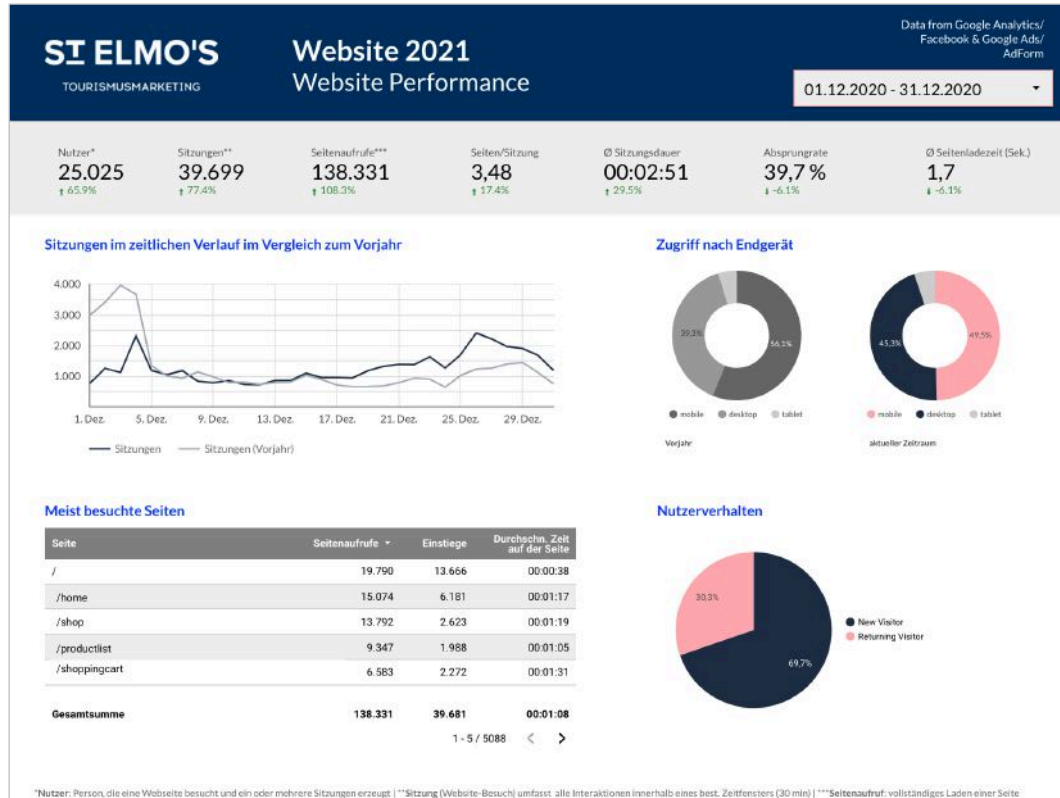 ST ELMO'S
TOURISMUSMARKETING
Website 2021
Website Performance
Data from Google Analytics/
Facebook & Google Ads/
AdForm
01.12.2020 - 31.12.2020
Nutzer* Sitzungen** Seitenaufrufe*** Seiten/Sitzung Ø Sitzungsdauer Absprungrate Ø Seitenladezeit (Sek.)
25.025 39.699 138.331 3,48 00:02:51 39,7 % 1,7
65.9% 77.4% 108.3% 17.4% 29.5% -6.1% -6.1%
Sitzungen im zeitlichen Verlauf im Vergleich zum Vorjahr
4.000
3.000
2.000
1.000
1. Dez. 5. Dez. 9. Dez. 13. Dez. 17. Dez. 21. Dez. 25. Dez. 29. Dez.
Sitzungen Sitzungen (Vorjahr)
Zugriff nach Endgerät
39,3% 56,1%
45,3% 49,5%
mobile desktop tablet
mobile desktop tablet
Vorjahr
aktueller Zeitraum
Meist besuchte Seiten
Seite Seitenaufrufe Einstiege Durchschn. Zeit auf der Seite
/ 19.790 13.666 00:00:38
/home 15.074 6.181 00:01:17
/shop 13.792 2.623 00:01:19
/productlist 9.347 1.988 00:01:05
/shoppingcart 6.583 2.272 00:01:31
Gesamtsumme 138.331 39.681 00:01:08
1 - 5 / 5088
Nutzerverhalten
30,3%
69,7%
New Visitor
Returning Visitor
*Nutzer: Person, die eine Webseite besucht und ein oder mehrere Sitzungen erzeugt | **Sitzung (Website-Besuch) umfasst alle Interaktionen innerhalb eines best. Zeitfensters (30 min) | ***Seitenaufruf: vollständiges Laden einer Seite